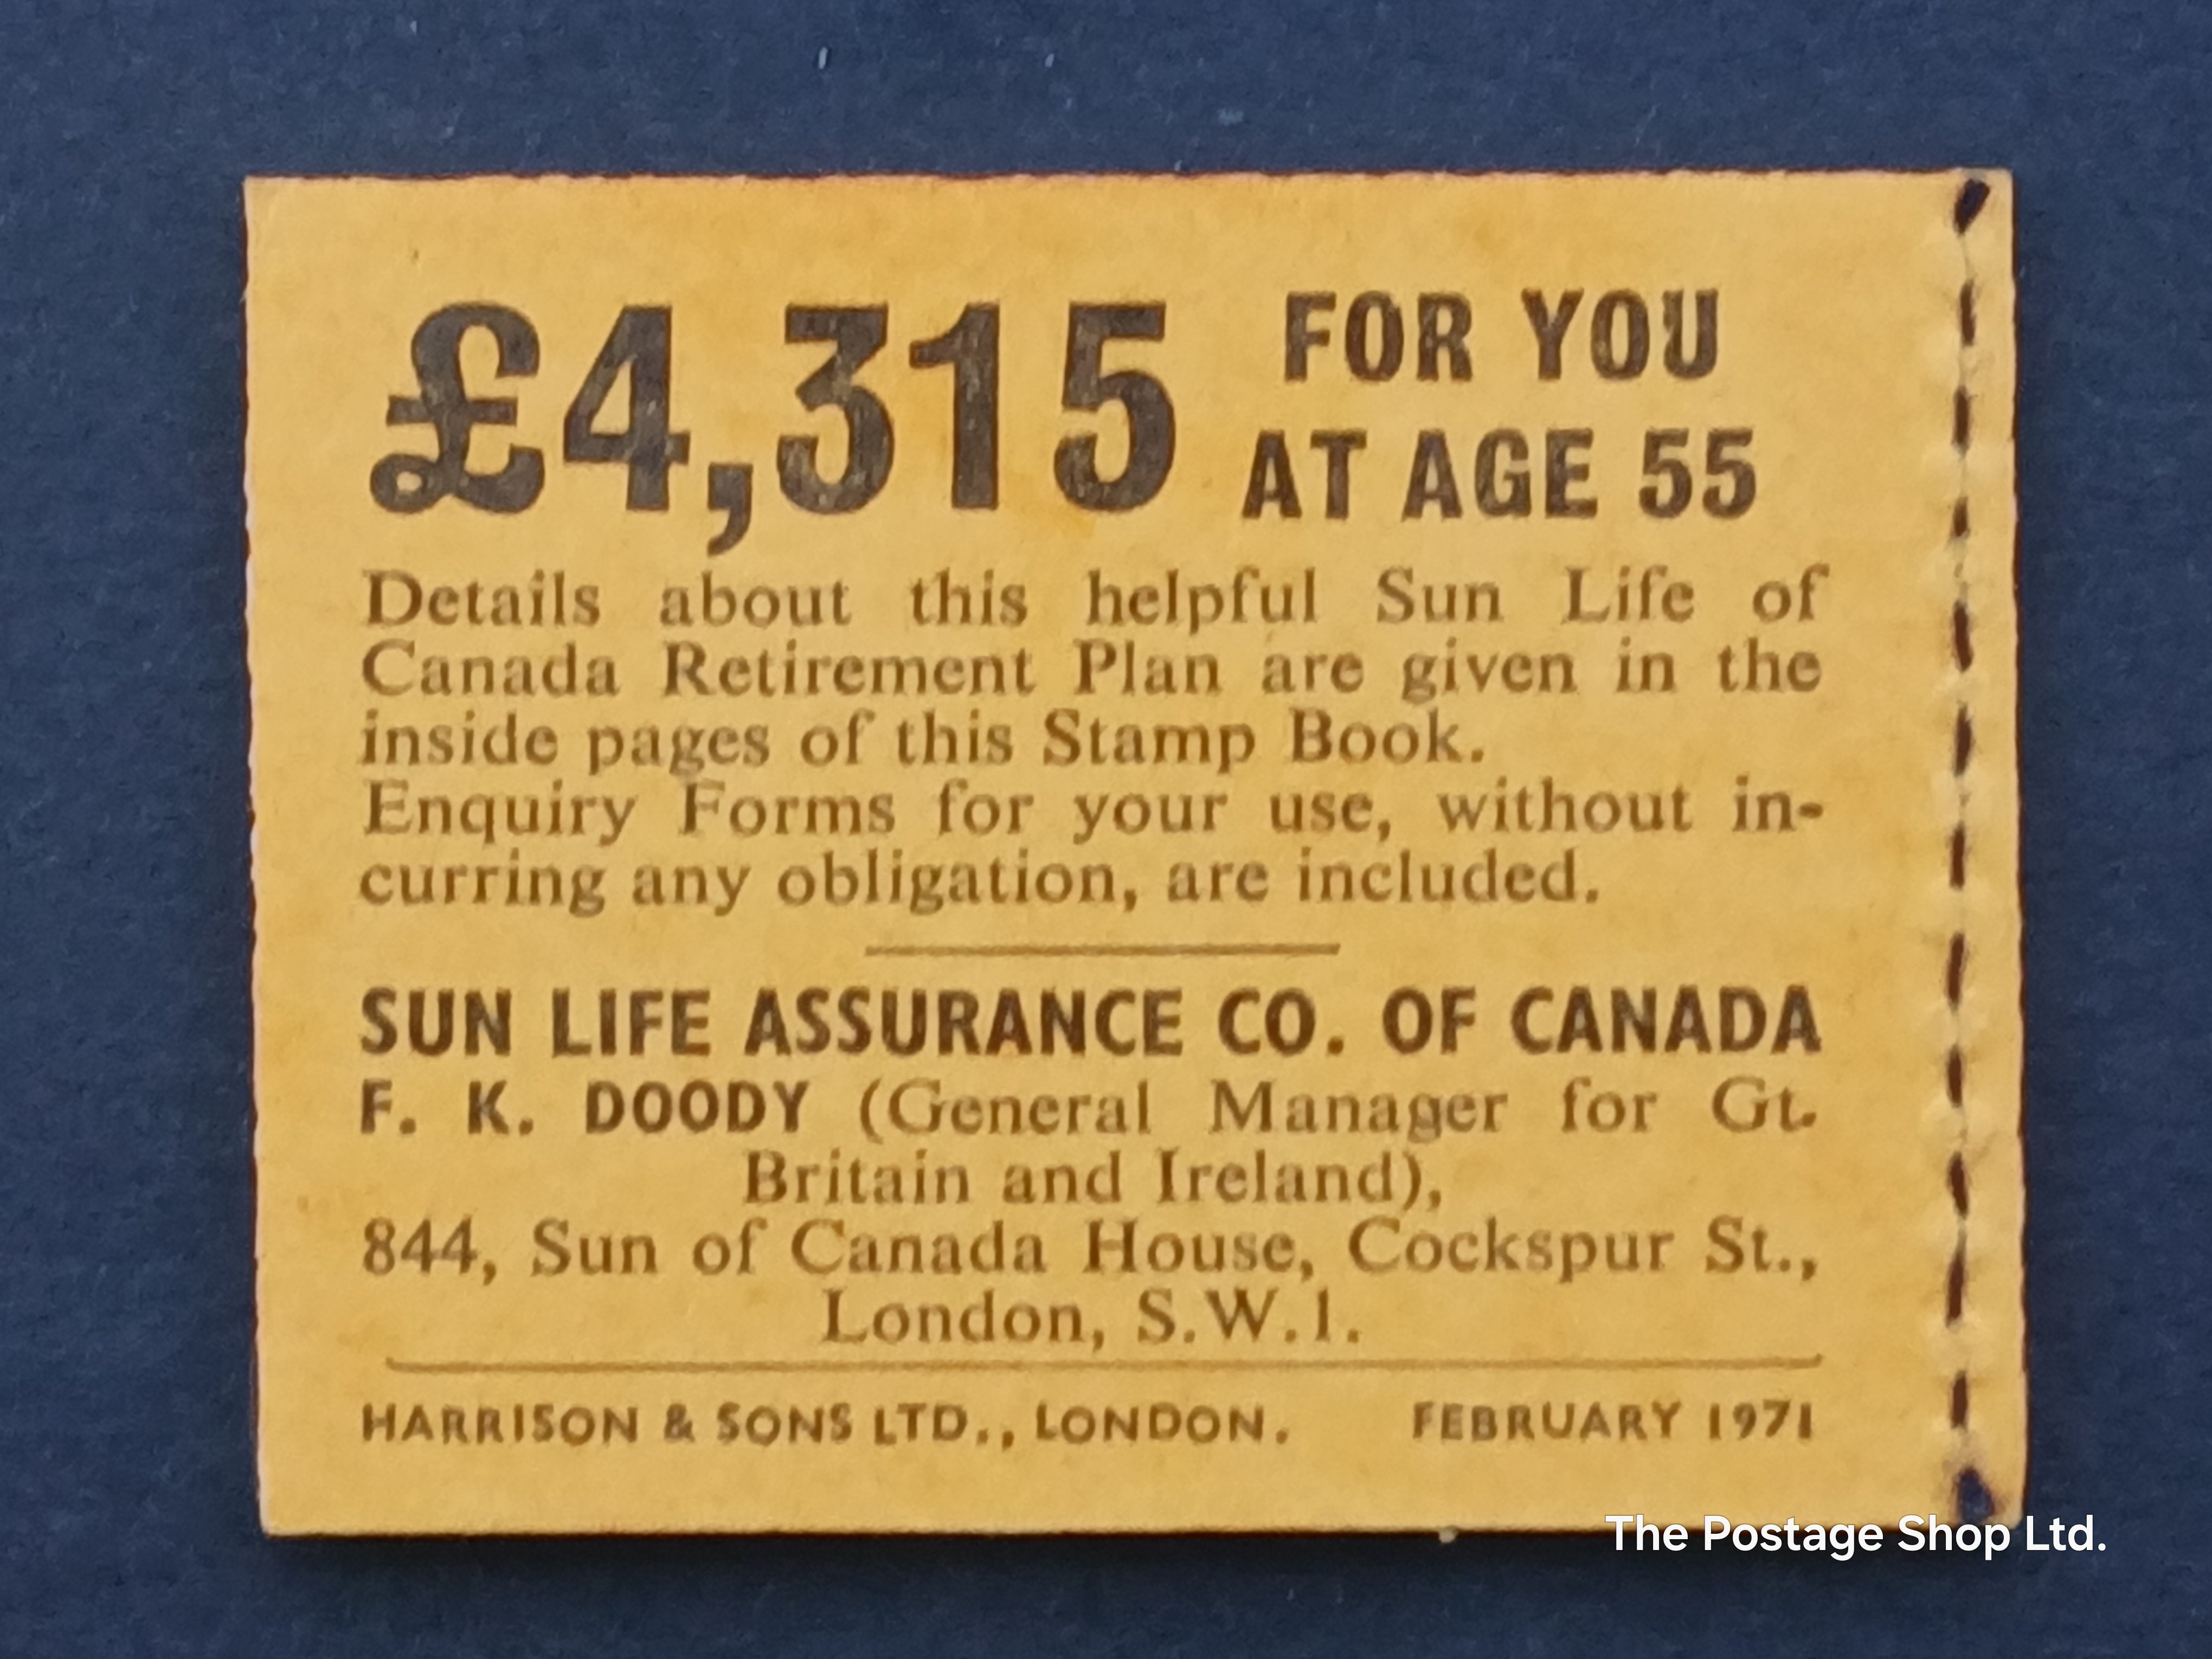 £4,315 FOR YOU
AT AGE 55
Details about this helpful Sun Life of
Canada Retirement Plan are given in the
inside pages of this Stamp Book.
Enquiry Forms for your use, without in-
curring any obligation, are included.
SUN LIFE ASSURANCE CO. OF CANADA
F. K. DOODY (General Manager for Gt.
Britain and Ireland),
844, Sun of Canada House, Cockspur St.,
London, S.W.1.
HARRISON & SONS LTD., LONDON. FEBRUARY 1971
The Postage Shop Ltd.